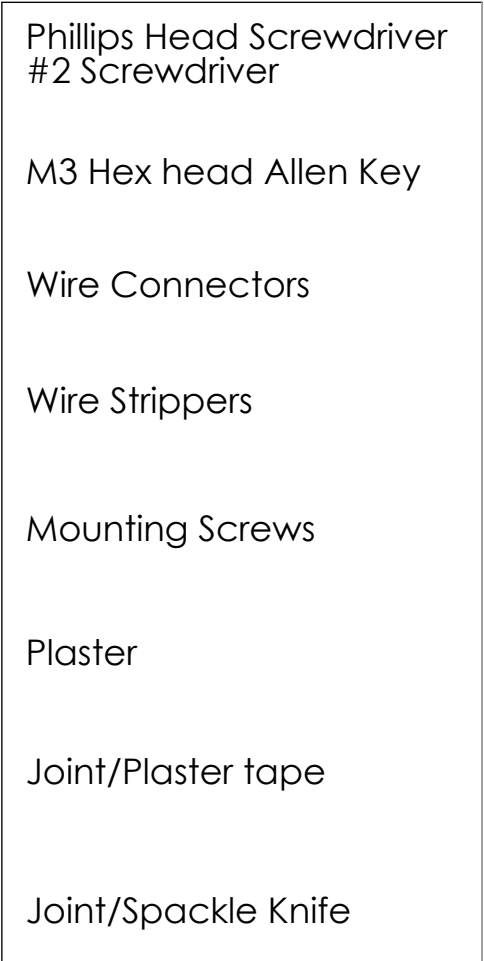 Phillips Head Screwdriver
#2 Screwdriver
M3 Hex head Allen Key
Wire Connectors
Wire Strippers
Mounting Screws
Plaster
Joint/Plaster tape
Joint/Spackle Knife